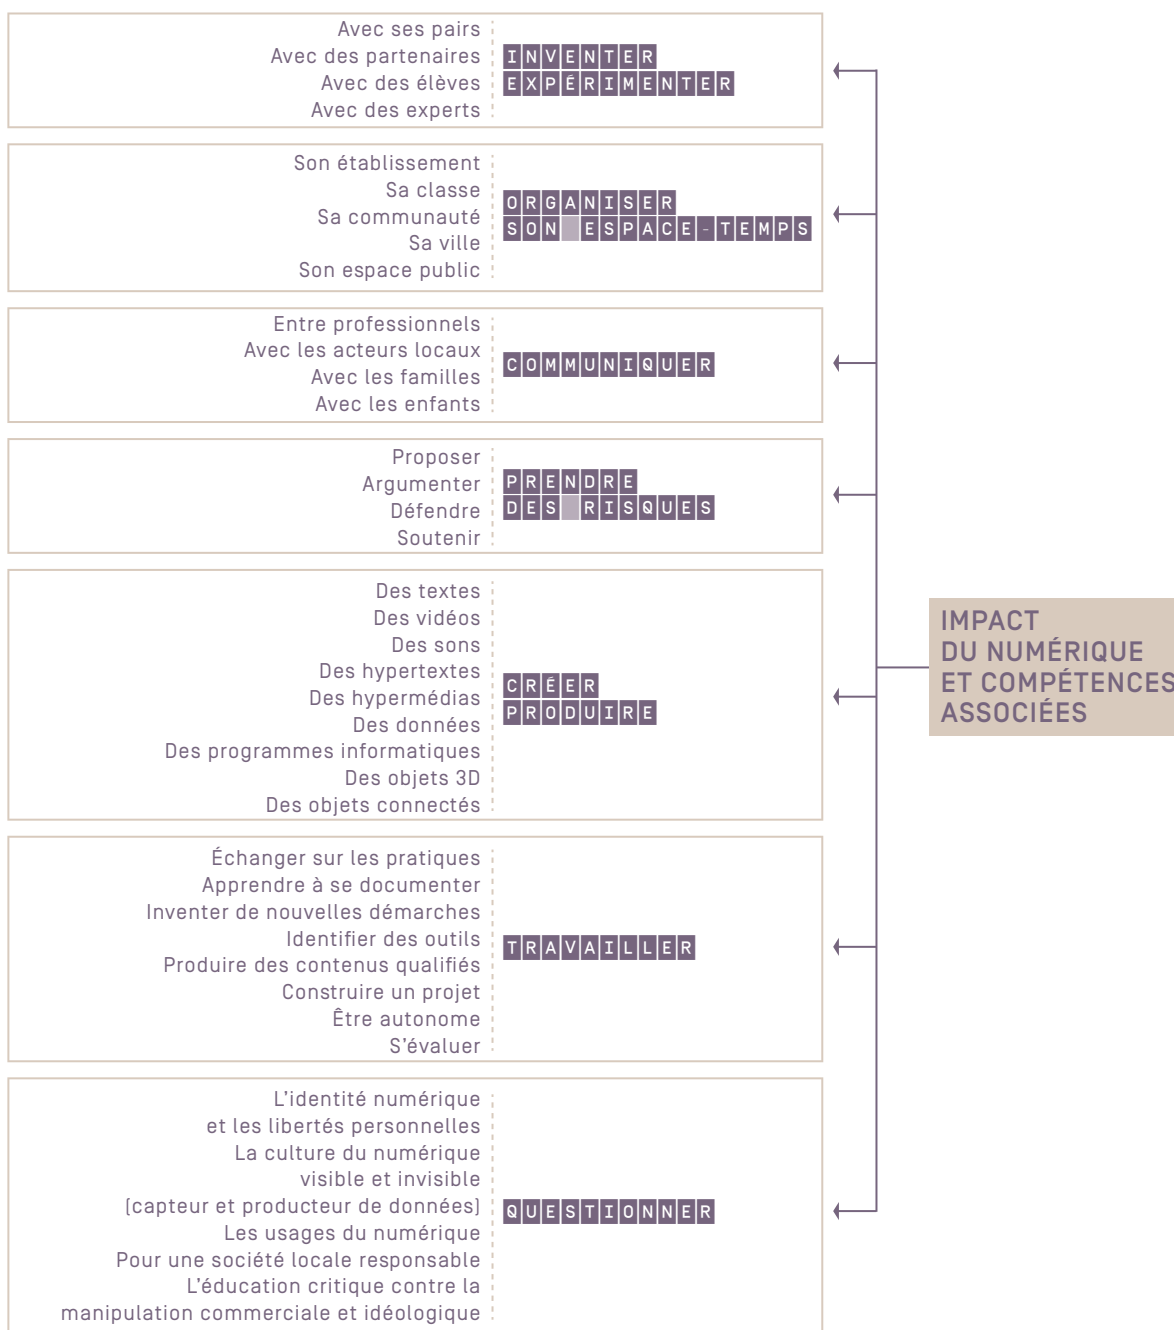 Avec ses pairs
Avec des partenaires
Avec des élèves
Avec des experts
INVENTER
EXPÉRIMENTER
Son établissement
Sa classe
Sa communauté
Sa ville
Son espace public
ORGANISER
SON ESPACE-TEMPS
Entre professionnels
Avec les acteurs locaux
Avec les familles
Avec les enfants
COMMUNIQUER
Proposer
Argumenter
Défendre
Soutenir
PRENDRE
DES RISQUES
Des textes
Des vidéos
Des sons
Des hypertextes
Des hypermédias
Des données
Des programmes informatiques
Des objets 3D
Des objets connectés
CRÉER
PRODUIRE
Échanger sur les pratiques
Apprendre à se documenter
Inventer de nouvelles démarches
Identifier des outils
Produire des contenus qualifiés
Construire un projet
Être autonome
S'évaluer
TRAVAILLER
L'identité numérique
et les libertés personnelles
La culture du numérique
visible et invisible
(capteur et producteur de données)
Les usages du numérique
Pour une société locale responsable
L'éducation critique contre la
manipulation commerciale et idéologique
QUESTIONNER
IMPACT
DU NUMÉRIQUE
ET COMPÉTENCES
ASSOCIÉES